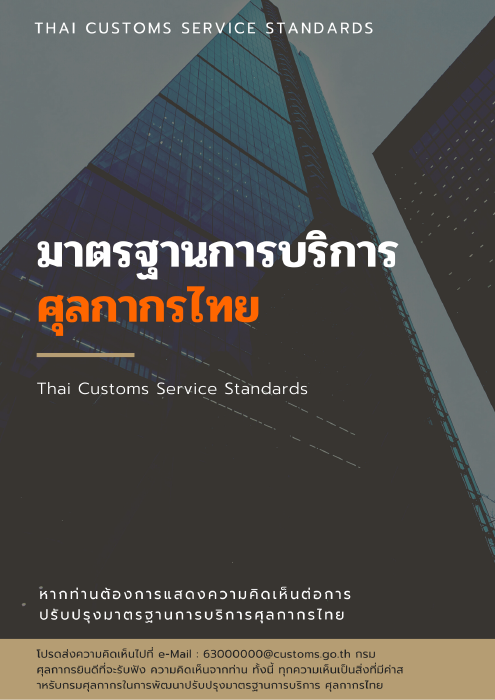 THAI CUSTOMS SERVICE STANDARDS
มาตรฐานการบริการ
ศุลกากรไทย
Thai Customs Service Standards
หากท่านต้องการแสดงความคิดเห็นต่อการ
ปรับปรุงมาตรฐานการบริการศุลกากรไทย
โปรดส่งความคิดเห็นไปที่ e-Mail : 63000000@customs.go.th กรม
ศุลกากรยินดีที่จะรับฟัง ความคิดเห็นจากท่าน ทั้งนี้ ทุกความเห็นเป็นสิ่งที่มีค่าส
ำหรับกรมศุลกากรในการพัฒนาปรับปรุงมาตรฐานการบริการ ศุลกากรไทย